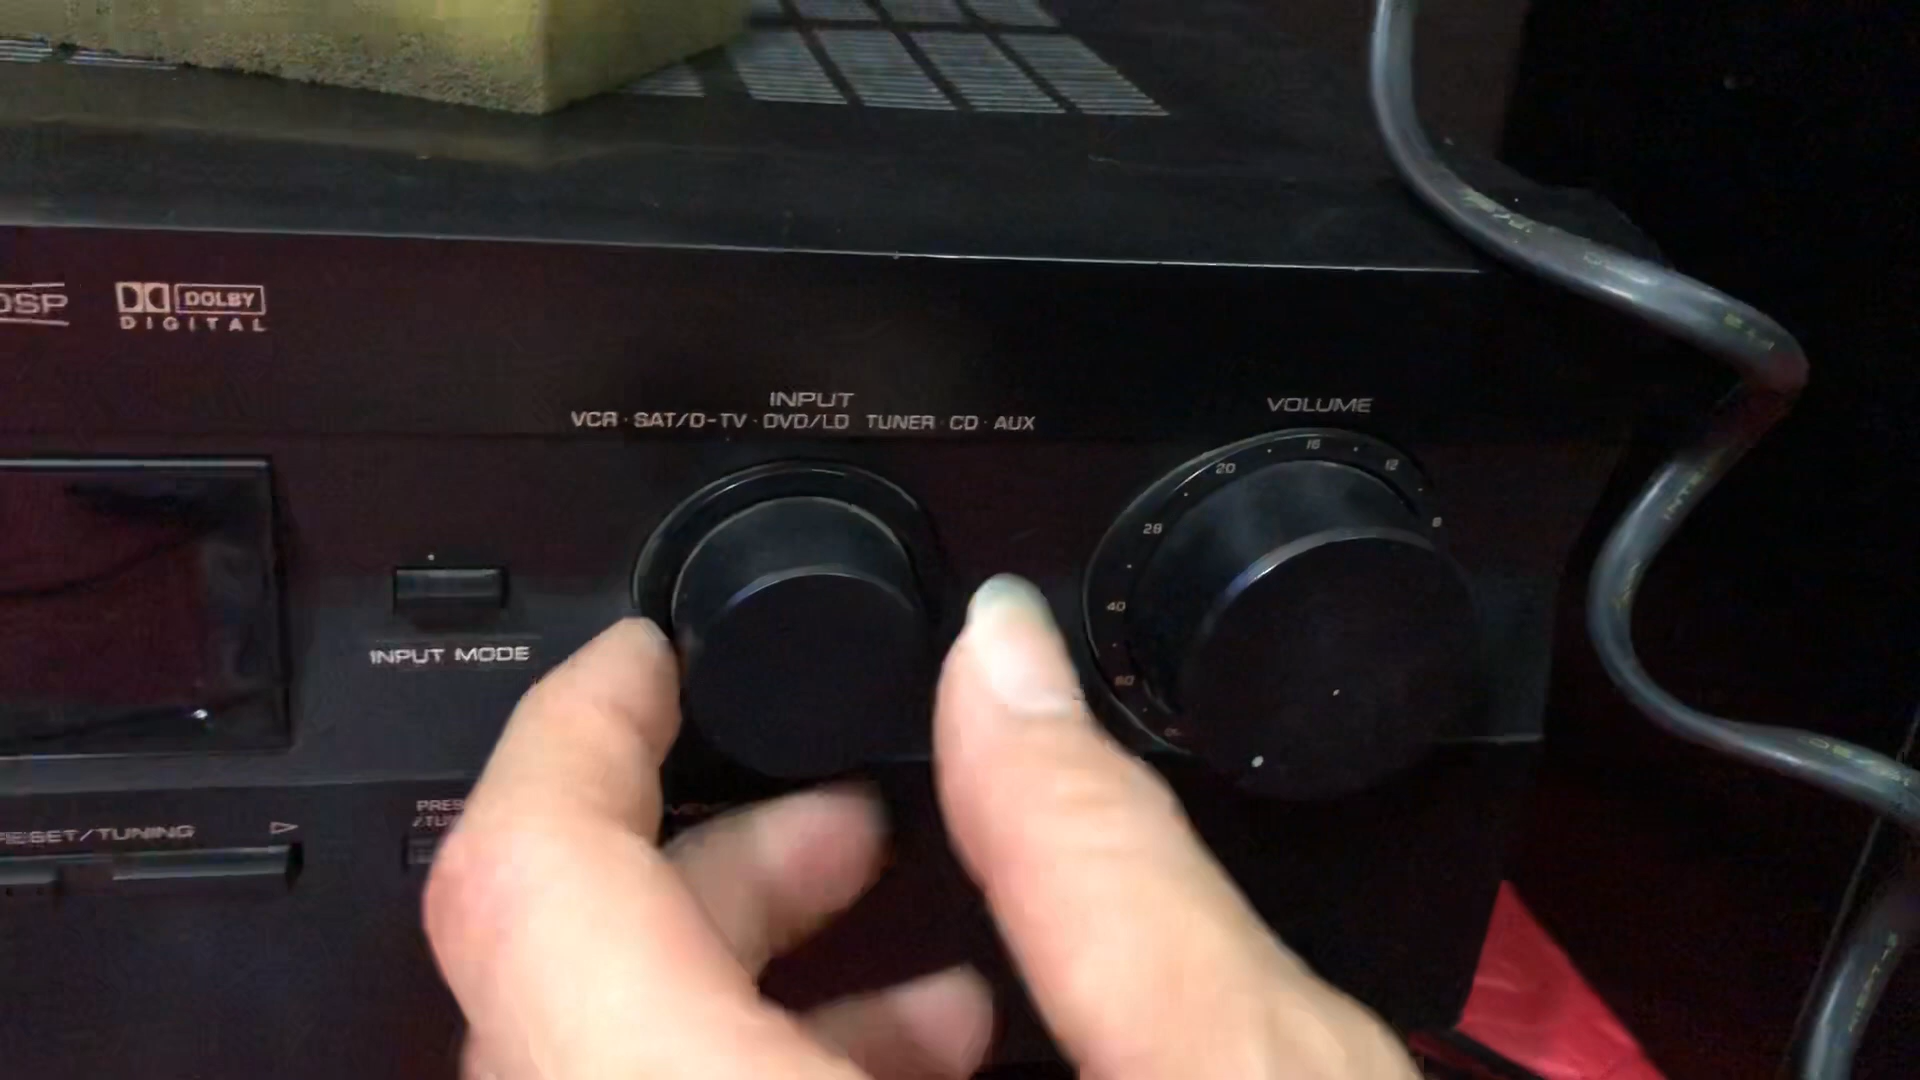 DSP
DOLBY
DIGITAL
INPUT
VCR · SAT/D-TV · DVD/LD TUNER · CD · AUX
VOLUME
20 16 12
28 8
40
60
INPUT MODE
PRESET/TUNING